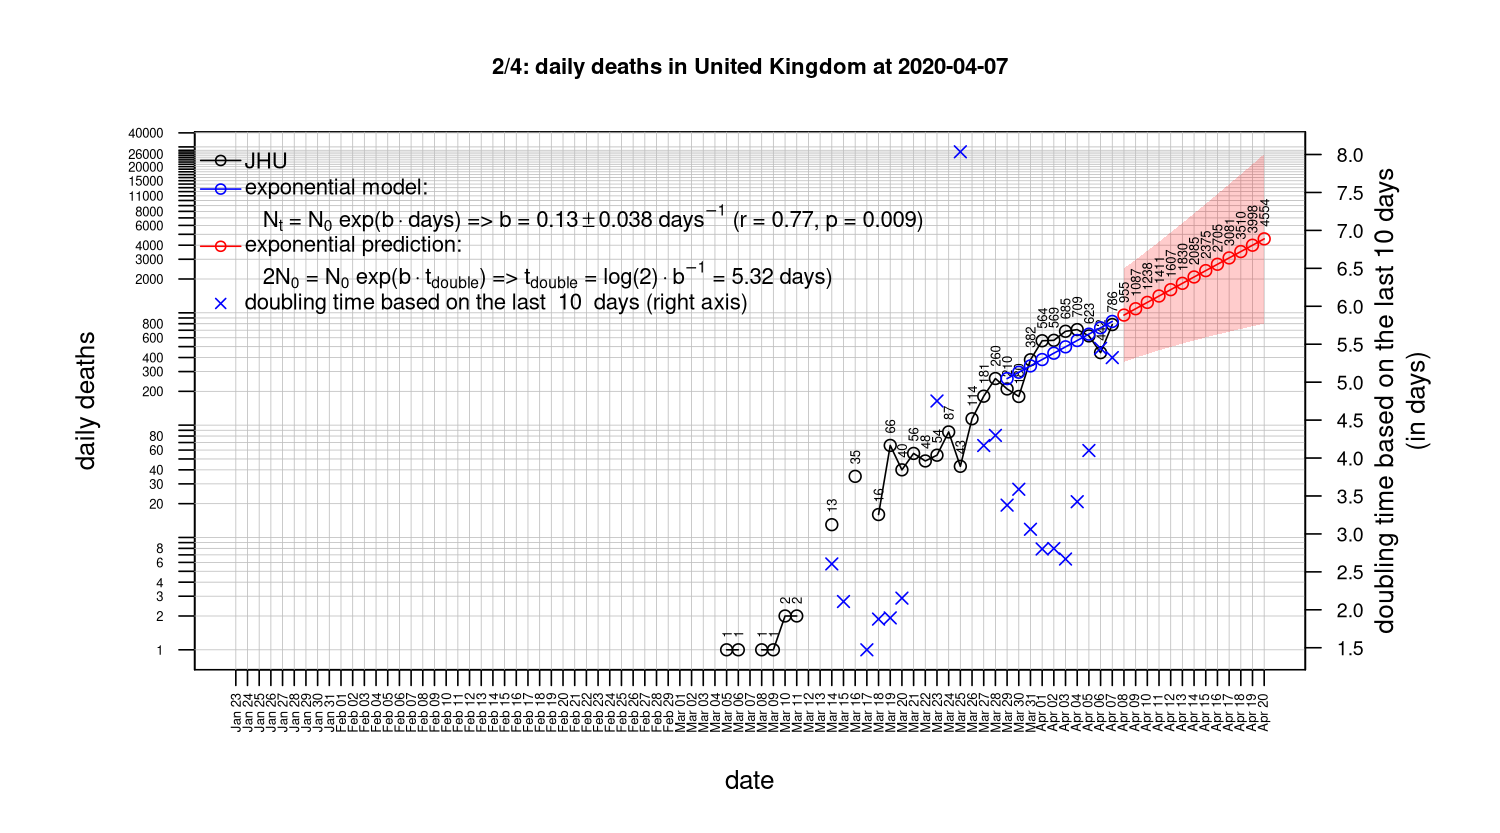 2/4: daily deaths in United Kingdom at 2020-04-07
JHU
exponential model:
Nt = N0 exp(b · days) => b = 0.13 ± 0.038 days−1 (r = 0.77, p = 0.009)
exponential prediction:
2N0 = N0 exp(b · tdouble) => tdouble = log(2) · b−1 = 5.32 days)
doubling time based on the last 10 days (right axis)
daily deaths
40000
26000
20000
15000
11000
8000
6000
4000
3000
2000
800
600
400
300
200
80
60
40
30
20
8
6
4
3
2
1
1
1
1
1
2
2
13
35
16
66
40
56
48
54
87
43
114
181
260
210
382
564
569
685
709
623
786
955
1087
1238
1411
1607
1830
2085
2375
2705
3081
3510
3998
4554
8.0
7.5
7.0
6.5
6.0
5.5
5.0
4.5
4.0
3.5
3.0
2.5
2.0
1.5
doubling time based on the last 10 days
(in days)
Jan 23
Jan 24
Jan 25
Jan 26
Jan 27
Jan 28
Jan 29
Jan 30
Jan 31
Feb 01
Feb 02
Feb 03
Feb 04
Feb 05
Feb 06
Feb 07
Feb 08
Feb 09
Feb 10
Feb 11
Feb 12
Feb 13
Feb 14
Feb 15
Feb 16
Feb 17
Feb 18
Feb 19
Feb 20
Feb 21
Feb 22
Feb 23
Feb 24
Feb 25
Feb 26
Feb 27
Feb 28
Feb 29
Mar 01
Mar 02
Mar 03
Mar 04
Mar 05
Mar 06
Mar 07
Mar 08
Mar 09
Mar 10
Mar 11
Mar 12
Mar 13
Mar 14
Mar 15
Mar 16
Mar 17
Mar 18
Mar 19
Mar 20
Mar 21
Mar 22
Mar 23
Mar 24
Mar 25
Mar 26
Mar 27
Mar 28
Mar 29
Mar 30
Mar 31
Apr 01
Apr 02
Apr 03
Apr 04
Apr 05
Apr 06
Apr 07
Apr 08
Apr 09
Apr 10
Apr 11
Apr 12
Apr 13
Apr 14
Apr 15
Apr 16
Apr 17
Apr 18
Apr 19
Apr 20
date